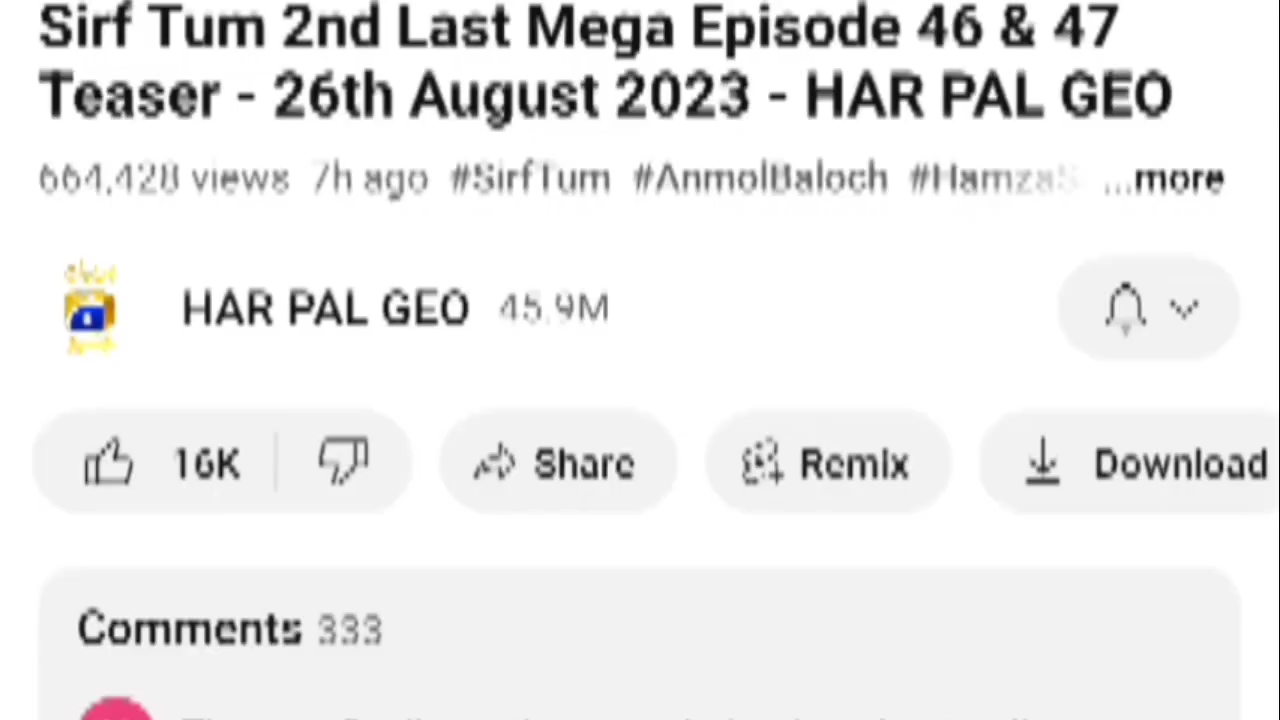 Sirf Tum 2nd Last Mega Episode 46 & 47
Teaser - 26th August 2023 - HAR PAL GEO
664,428 views 7h ago #SirfTum #AnmolBaloch ...more
HAR PAL GEO 45.9M
16K Share Remix Download
Comments 333